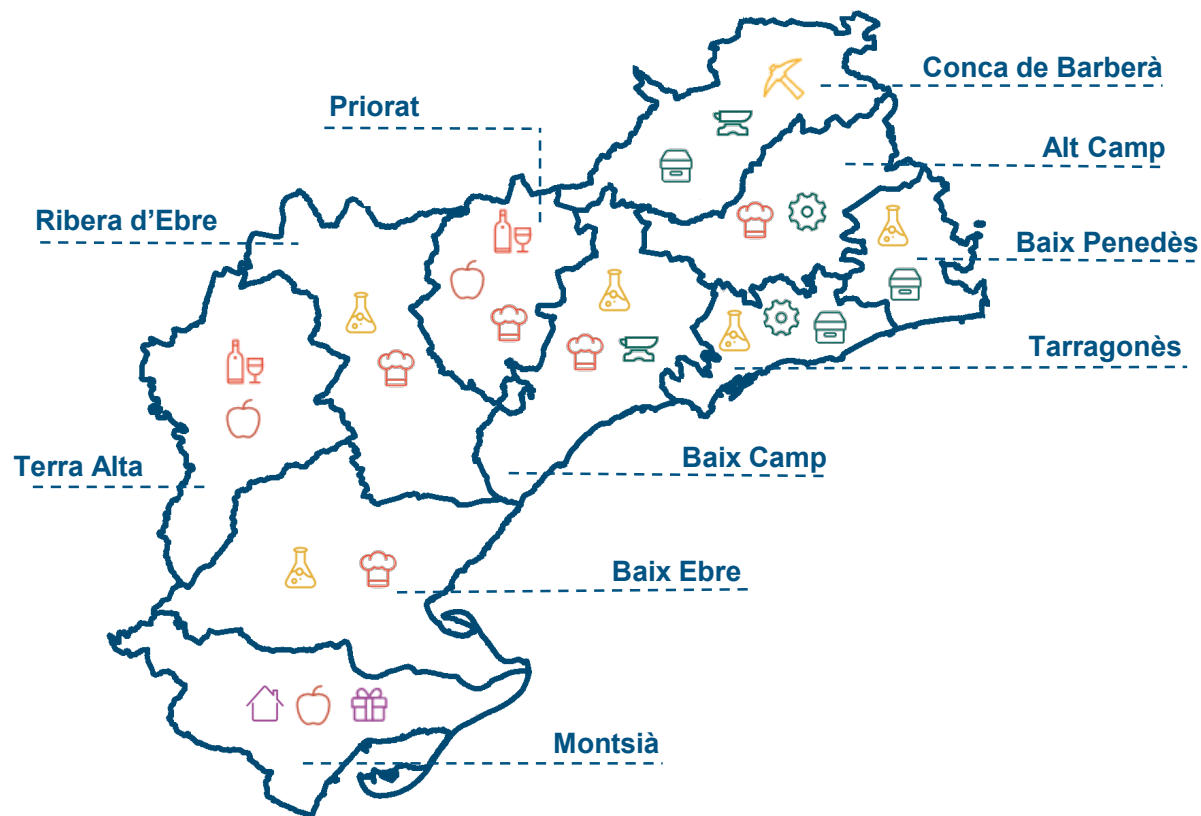 Conca de Barberà
Priorat
Alt Camp
Ribera d’Ebre
Baix Penedès
Tarragonès
Terra Alta
Baix Camp
Baix Ebre
Montsià